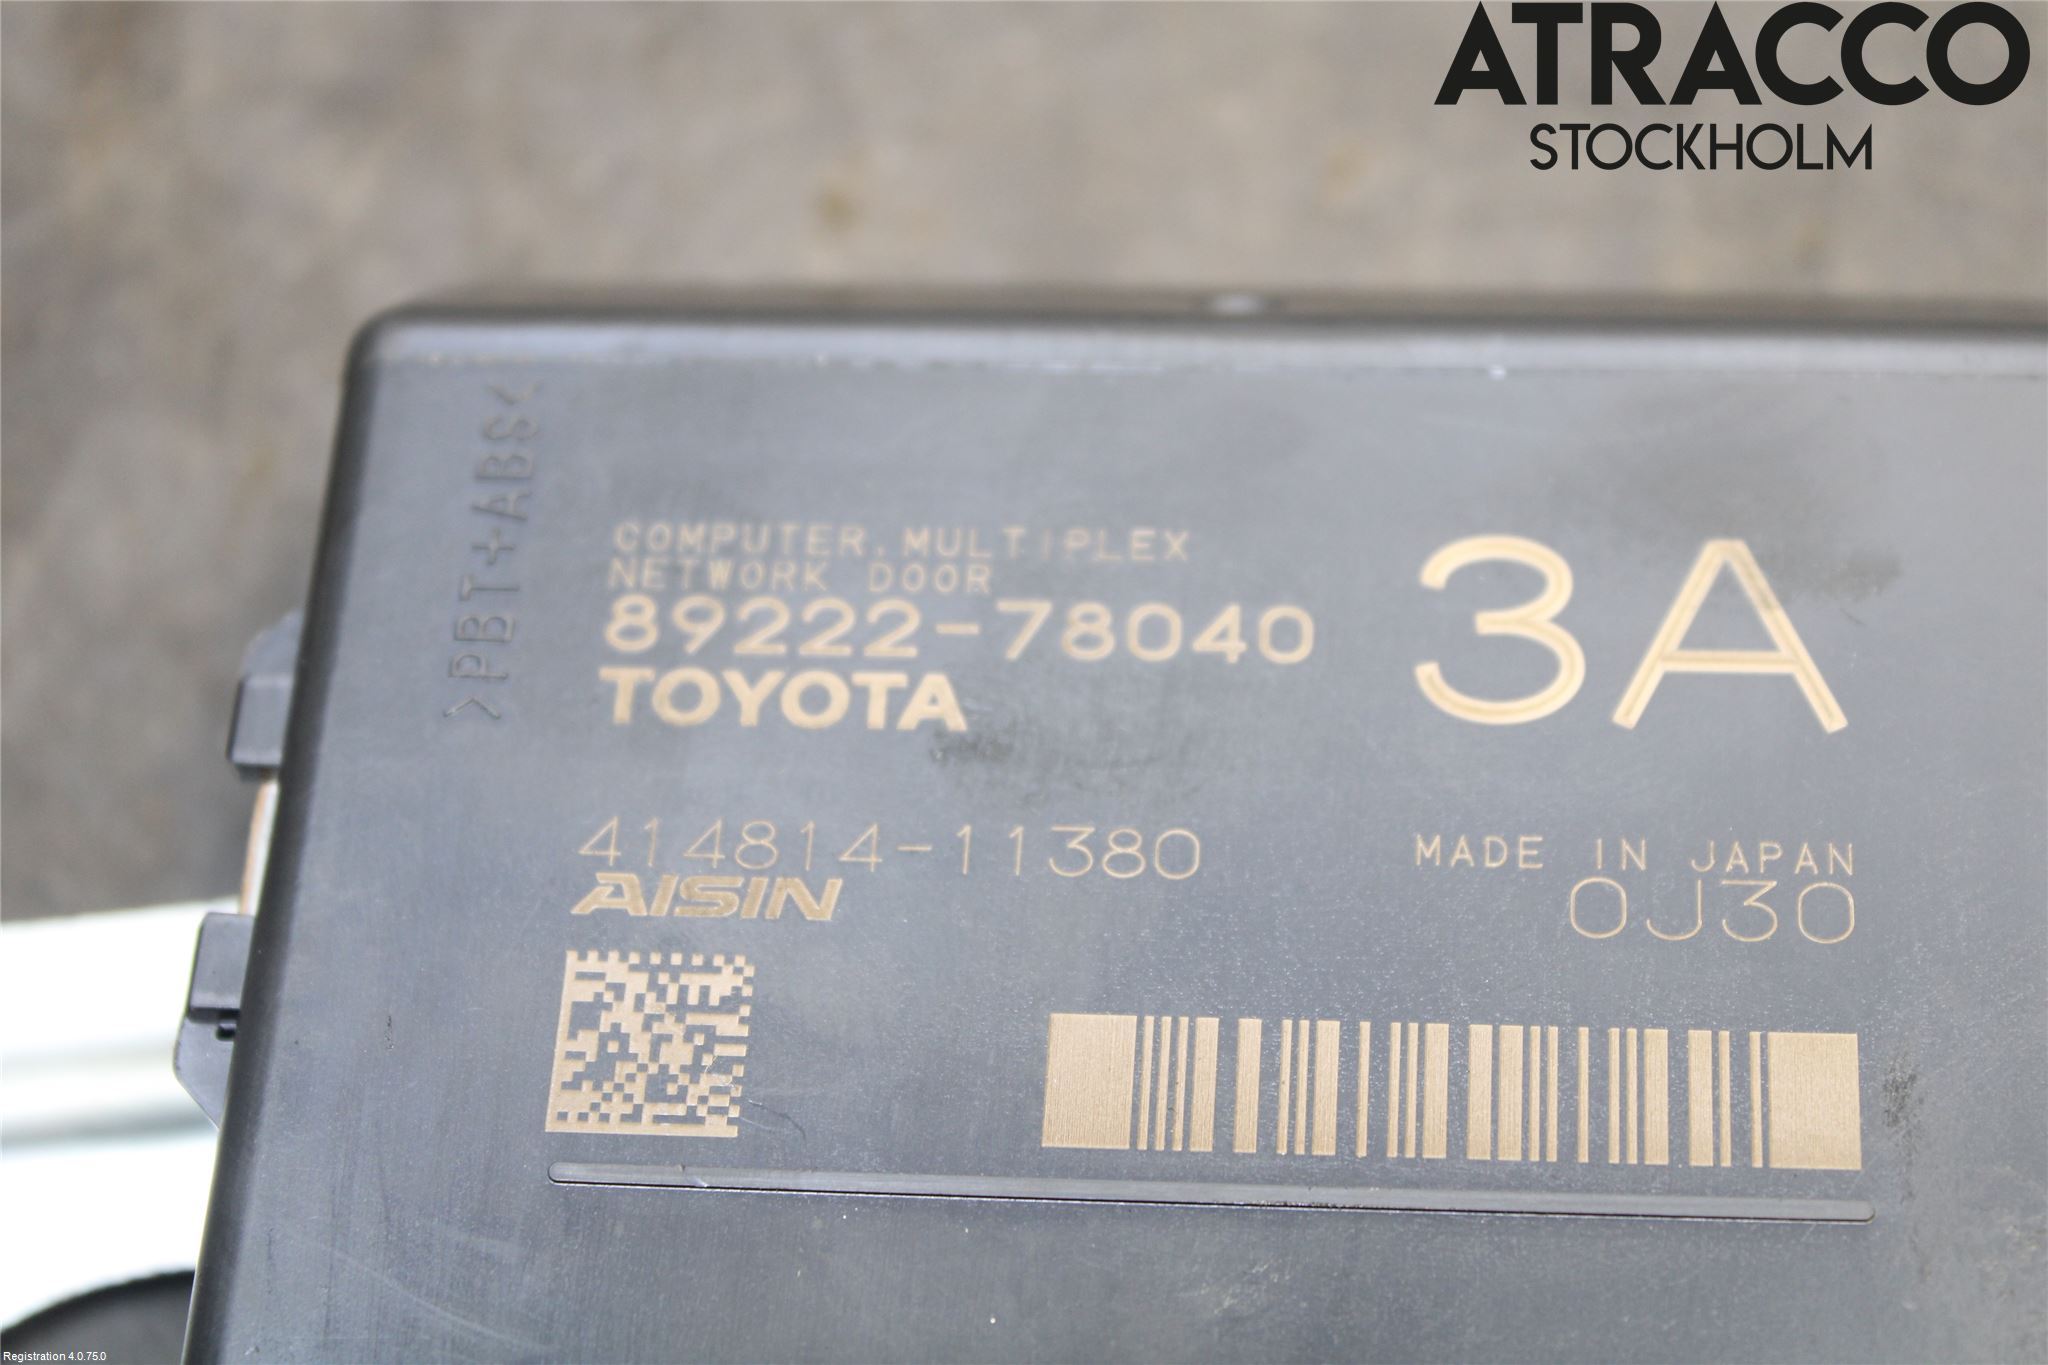 ATRACCO
STOCKHOLM
>PBT+ABS<
COMPUTER, MULTIPLEX
NETWORK DOOR
89222-78040
TOYOTA
3A
414814-11380
AISIN
MADE IN JAPAN
0J30
Registration 4.0.75.0